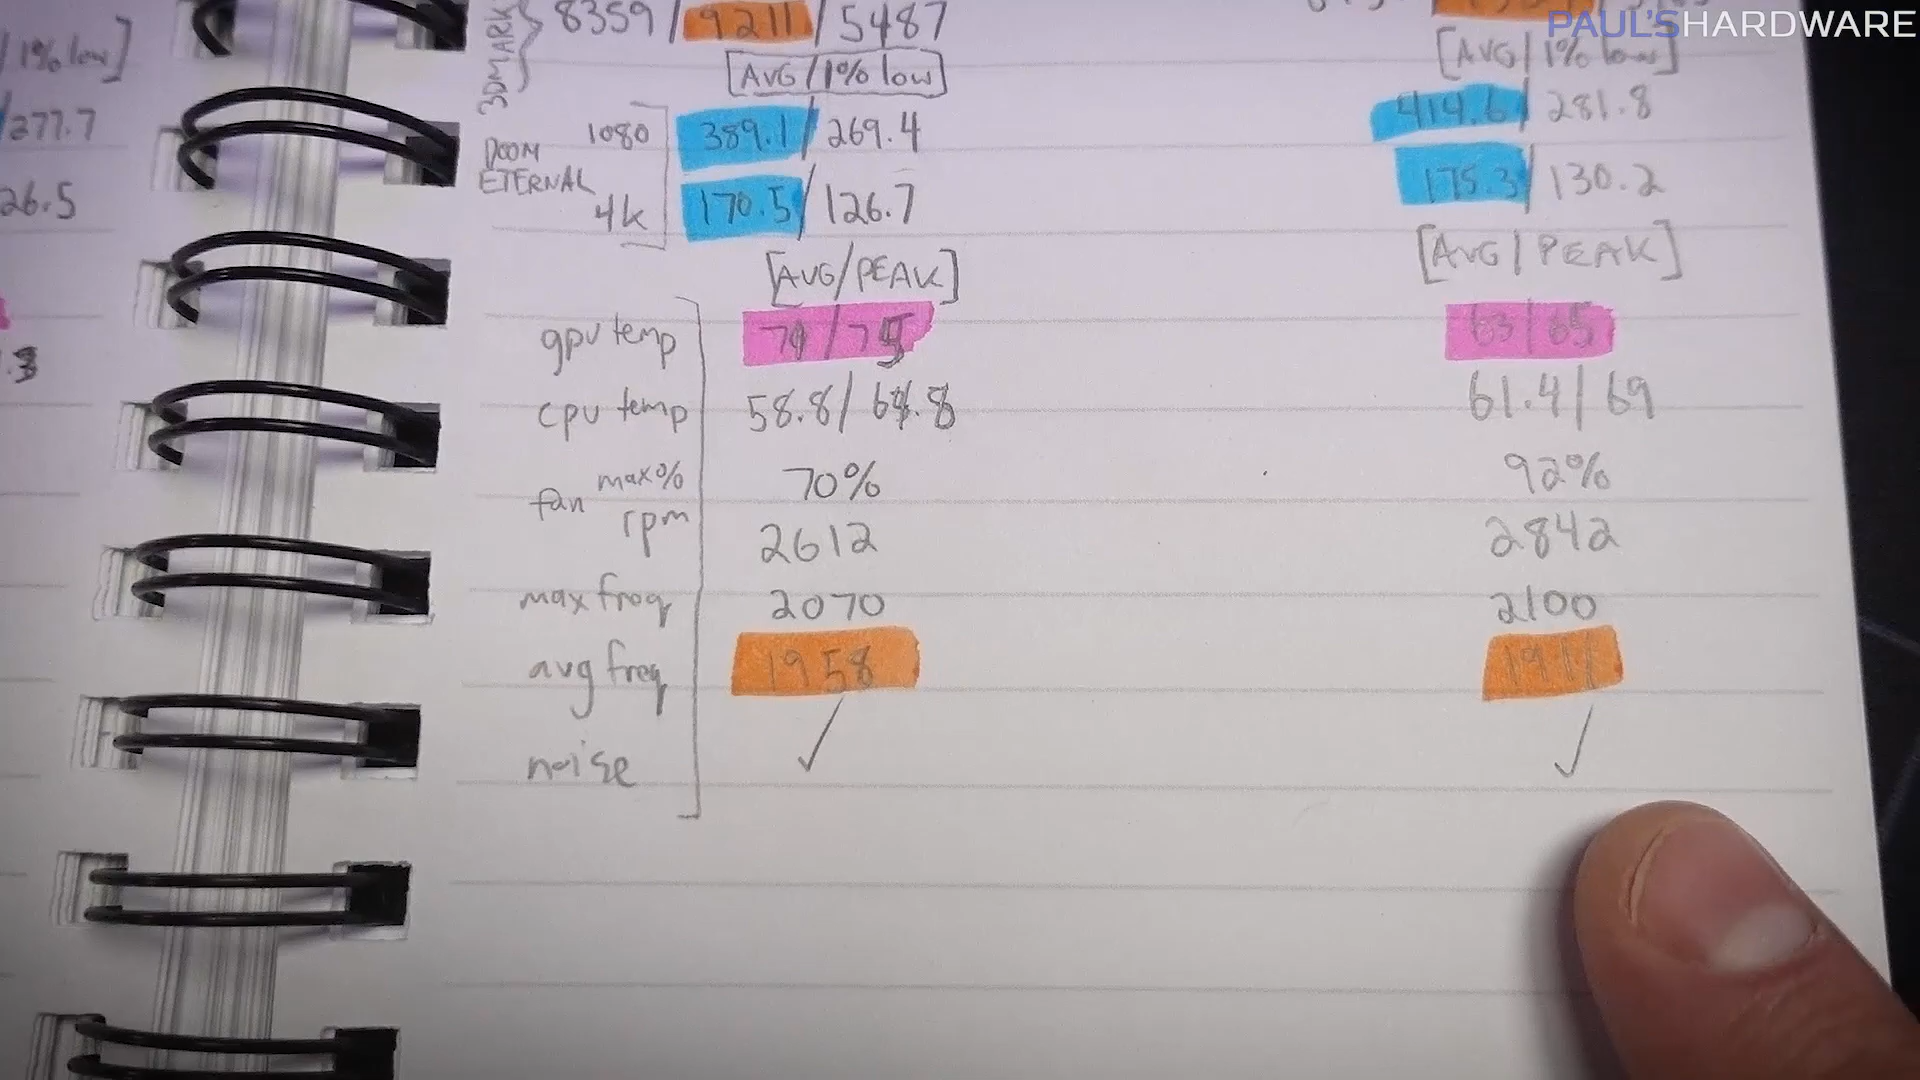 PAUL'SHARDWARE
1% low]
277.7
26.5
.3
3DMARK
8359 / 9211 / 5487
[AVG/1% low] [AVG/1% low]
DOOM ETERNAL
1080 389.1/269.4 414.6/281.8
4k 170.5/126.7 175.3/130.2
[AVG/PEAK] [AVG/PEAK]
gpu temp 63/65
cpu temp 58.8/ 61.4/69
fan max% 70% 92%
rpm 2612 2842
max freq 2070 2100
avg freq 1958 1911
noise ✓ ✓